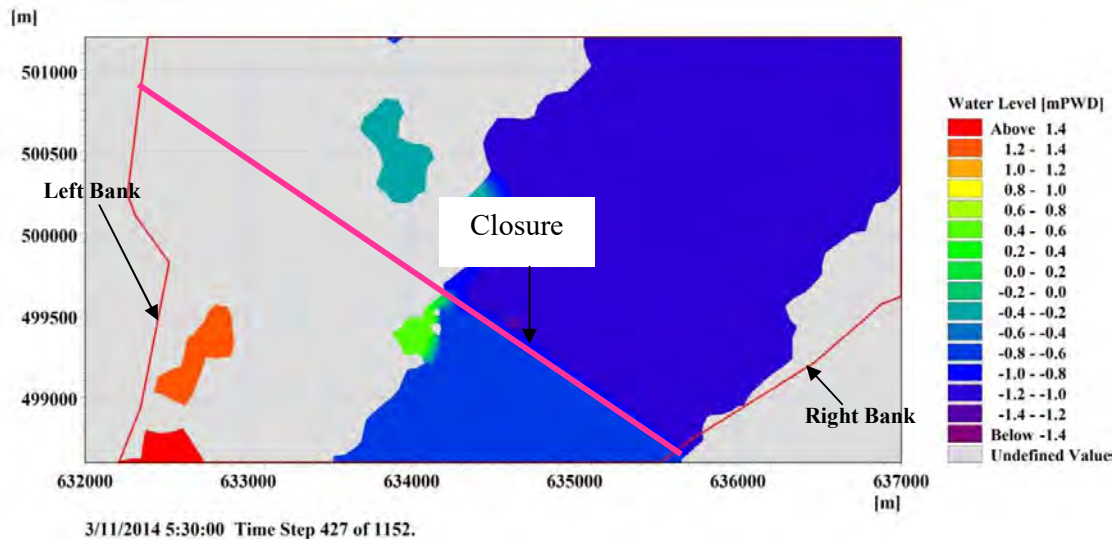 [m]
501000
500500
500000
499500
499000
Left Bank
Closure
Right Bank
632000 633000 634000 635000 636000 637000
[m]
3/11/2014 5:30:00 Time Step 427 of 1152.
Water Level [mPWD]
Above 1.4
1.2 - 1.4
1.0 - 1.2
0.8 - 1.0
0.6 - 0.8
0.4 - 0.6
0.2 - 0.4
0.0 - 0.2
-0.2 - 0.0
-0.4 - -0.2
-0.6 - -0.4
-0.8 - -0.6
-1.0 - -0.8
-1.2 - -1.0
-1.4 - -1.2
Below -1.4
Undefined Values